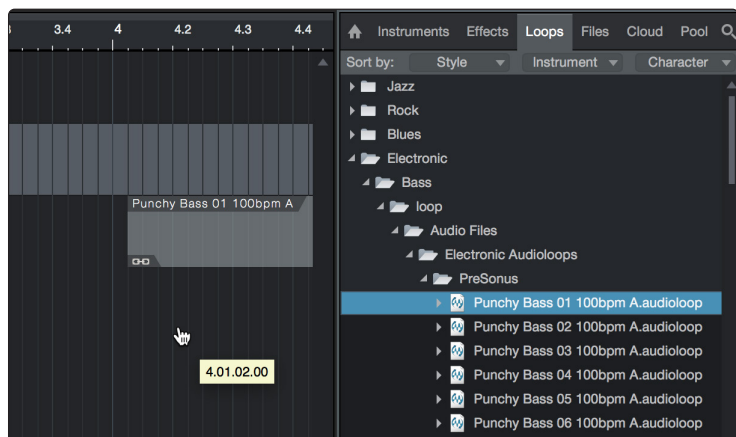 3.4 4 4.2 4.3 4.4
Punchy Bass 01 100bpm A
4.01.02.00
Instruments Effects Loops Files Cloud Pool
Sort by: Style Instrument Character
Jazz
Rock
Blues
Electronic
Bass
loop
Audio Files
Electronic Audioloops
PreSonus
Punchy Bass 01 100bpm A.audioloop
Punchy Bass 02 100bpm A.audioloop
Punchy Bass 03 100bpm A.audioloop
Punchy Bass 04 100bpm A.audioloop
Punchy Bass 05 100bpm A.audioloop
Punchy Bass 06 100bpm A.audioloop